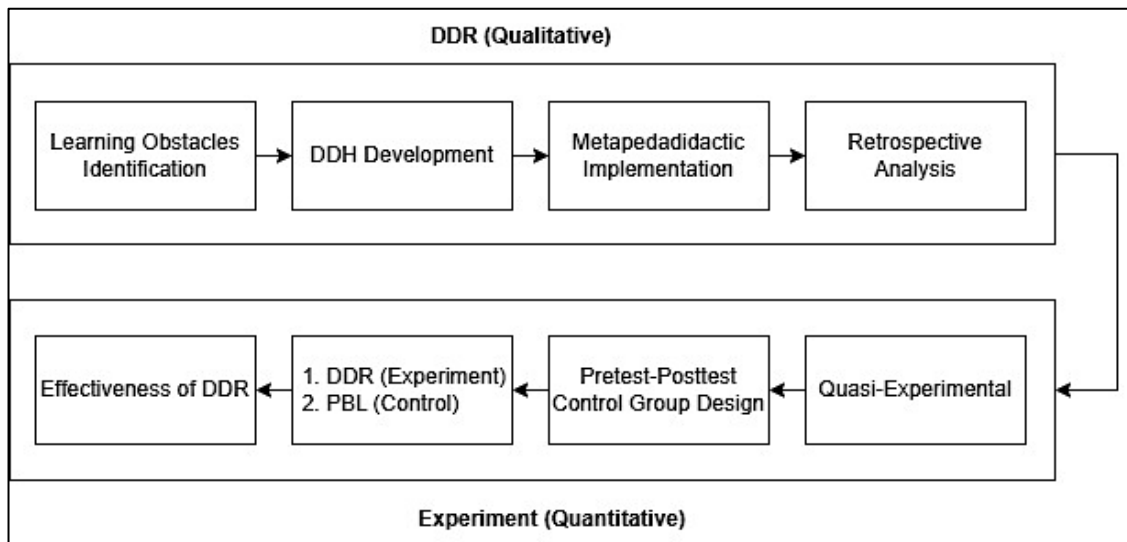 DDR (Qualitative)
Learning Obstacles
Identification
DDH Development
Metapedadidactic
Implementation
Retrospective
Analysis
Effectiveness of DDR
1. DDR (Experiment)
2. PBL (Control)
Pretest-Posttest
Control Group Design
Quasi-Experimental
Experiment (Quantitative)